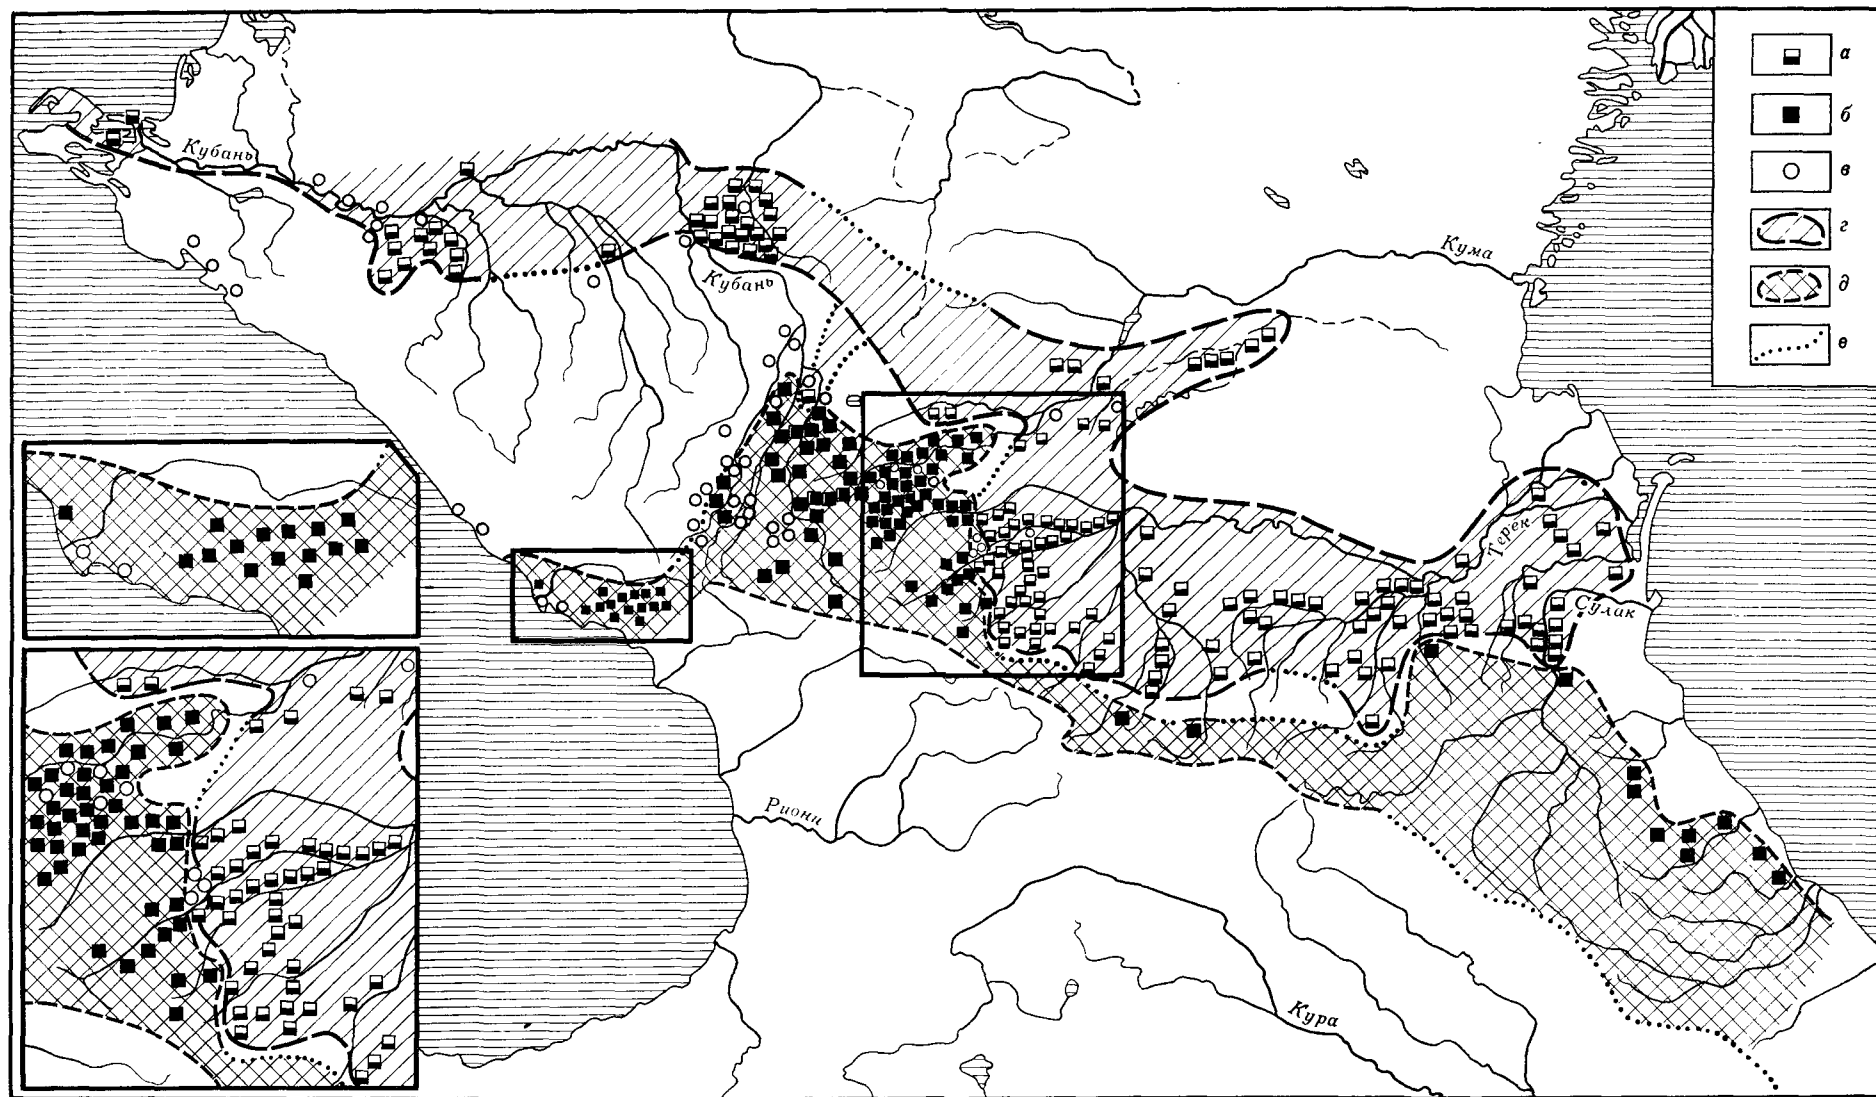 а
б
в
г
д
е
Кубань
Кубань
Кума
Терек
Сулак
Риони
Кура